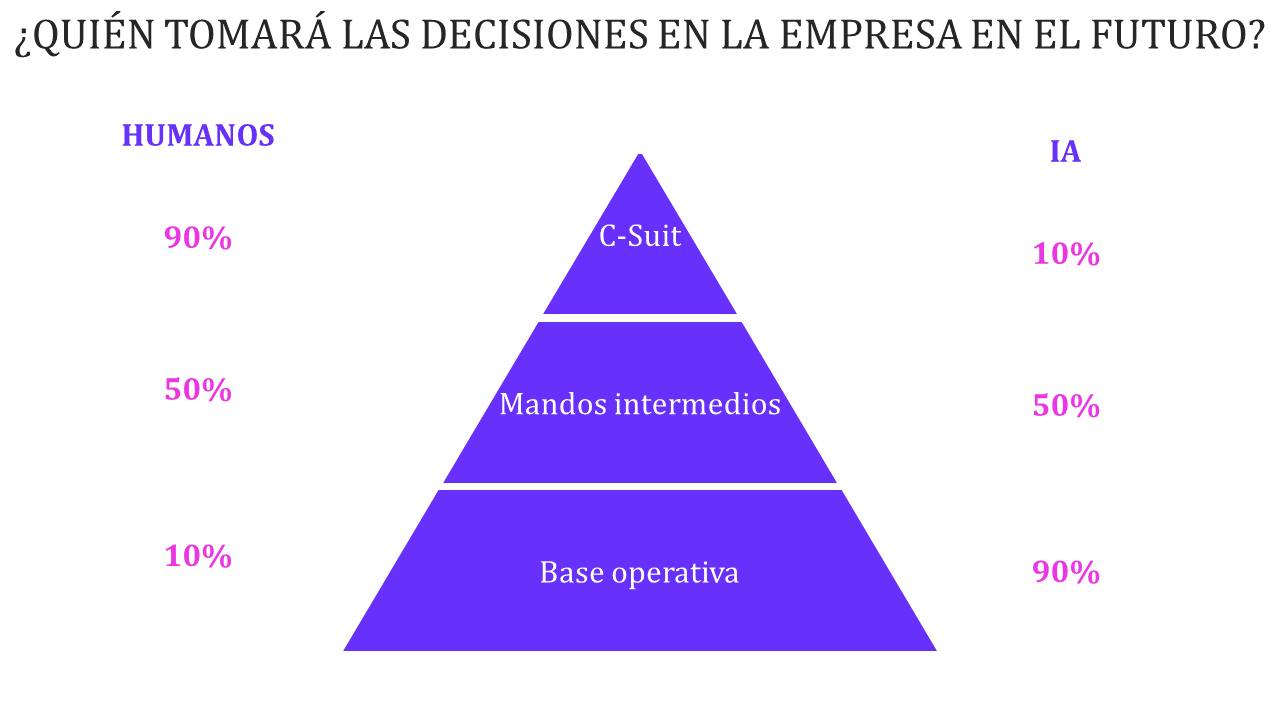 ¿QUIÉN TOMARÁ LAS DECISIONES EN LA EMPRESA EN EL FUTURO?
HUMANOS
IA
90%
C-Suit
10%
50%
Mandos intermedios
50%
10%
Base operativa
90%